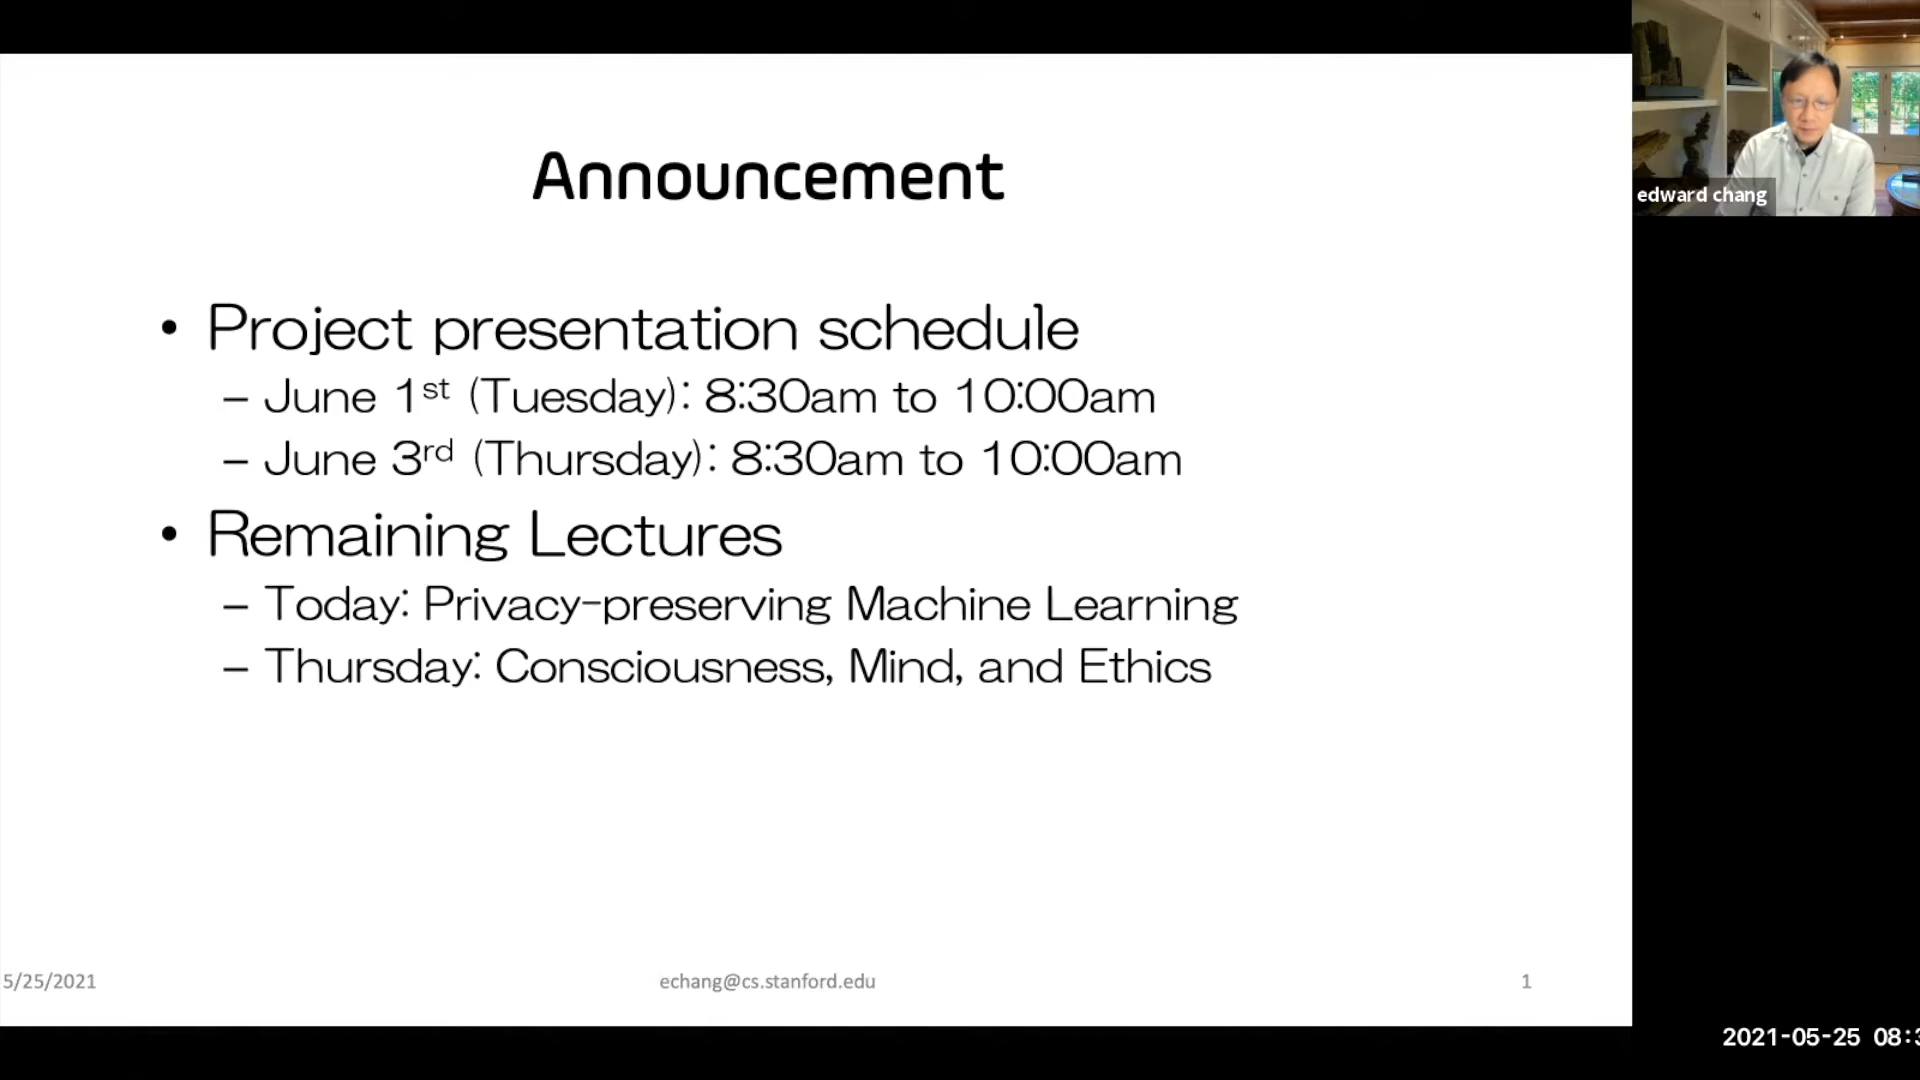 Announcement
• Project presentation schedule
– June 1st (Tuesday): 8:30am to 10:00am
– June 3rd (Thursday): 8:30am to 10:00am
• Remaining Lectures
– Today: Privacy-preserving Machine Learning
– Thursday: Consciousness, Mind, and Ethics
5/25/2021
echang@cs.stanford.edu
1
edward chang
2021-05-25 08:3